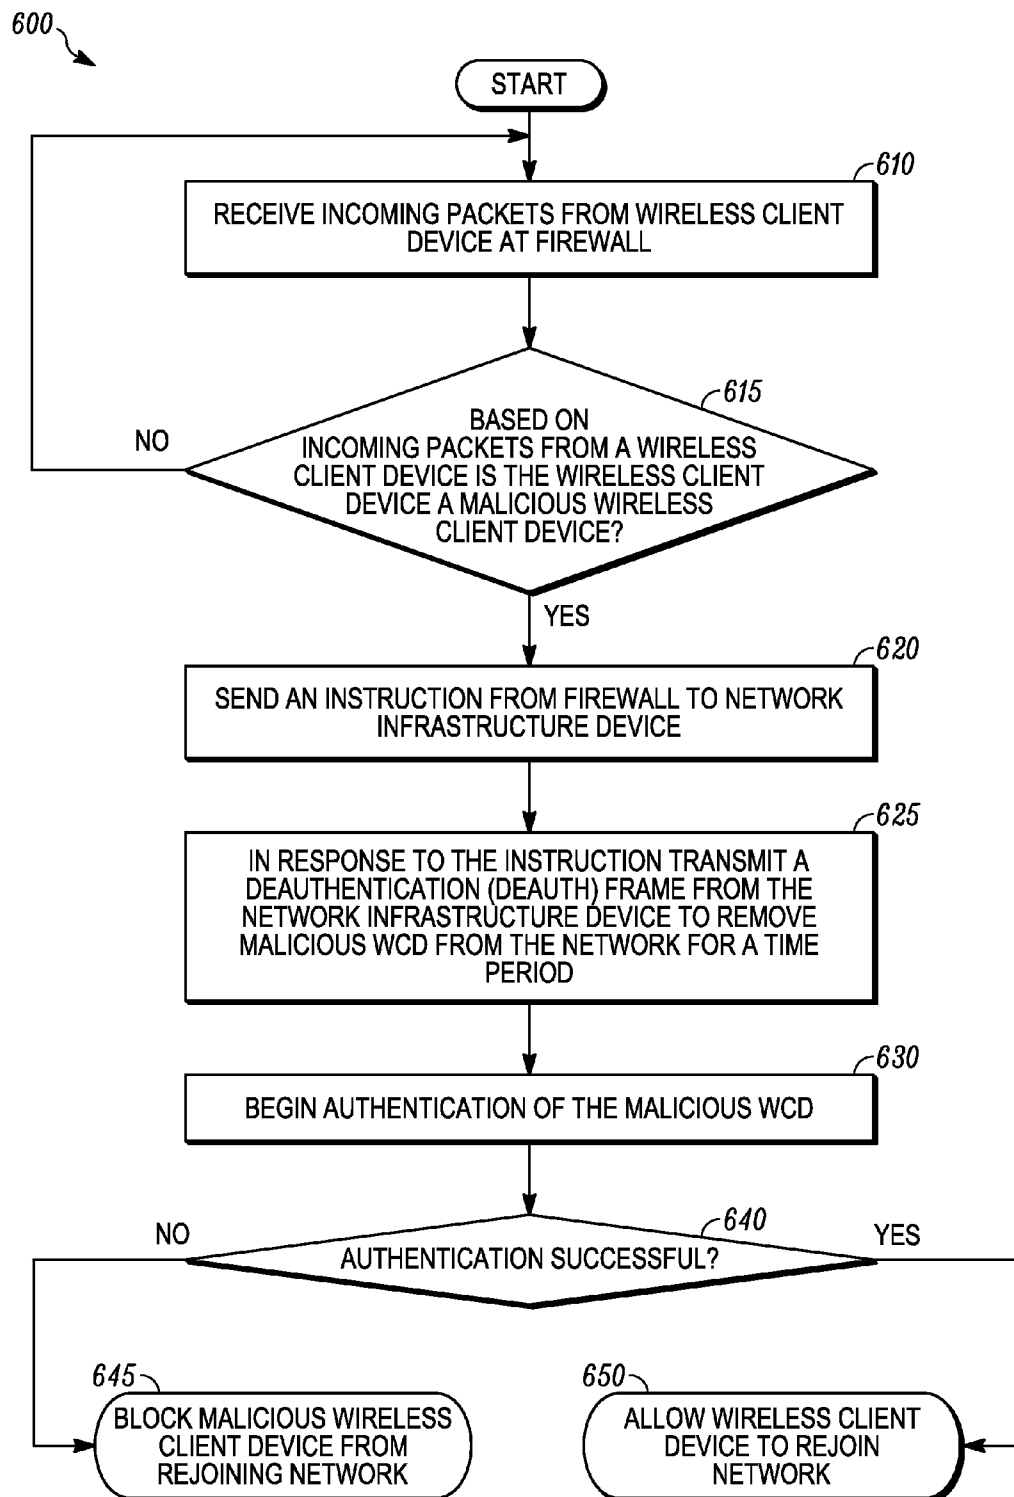 600
START
610
RECEIVE INCOMING PACKETS FROM WIRELESS CLIENT
DEVICE AT FIREWALL
615
BASED ON
INCOMING PACKETS FROM A WIRELESS
CLIENT DEVICE IS THE WIRELESS CLIENT
DEVICE A MALICIOUS WIRELESS
CLIENT DEVICE?
NO
YES
620
SEND AN INSTRUCTION FROM FIREWALL TO NETWORK
INFRASTRUCTURE DEVICE
625
IN RESPONSE TO THE INSTRUCTION TRANSMIT A
DEAUTHENTICATION (DEAUTH) FRAME FROM THE
NETWORK INFRASTRUCTURE DEVICE TO REMOVE
MALICIOUS WCD FROM THE NETWORK FOR A TIME
PERIOD
630
BEGIN AUTHENTICATION OF THE MALICIOUS WCD
640
NO
AUTHENTICATION SUCCESSFUL?
YES
645
BLOCK MALICIOUS WIRELESS
CLIENT DEVICE FROM
REJOINING NETWORK
650
ALLOW WIRELESS CLIENT
DEVICE TO REJOIN
NETWORK